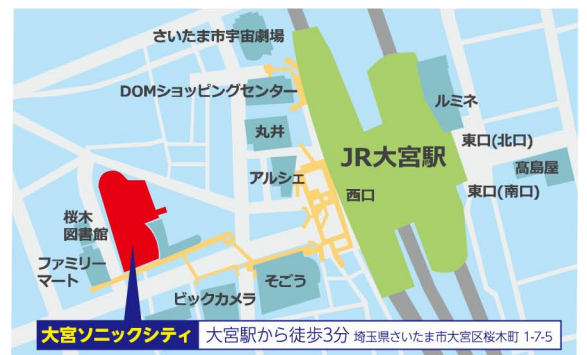 さいたま市宇宙劇場
DOMショッピングセンター
ルミネ
丸井
JR大宮駅
東口(北口)
髙島屋
アルシェ
西口
東口(南口)
桜木
図書館
ファミリー
マート
そごう
ビックカメラ
大宮ソニックシティ 大宮駅から徒歩3分 埼玉県さいたま市大宮区桜木町 1-7-5